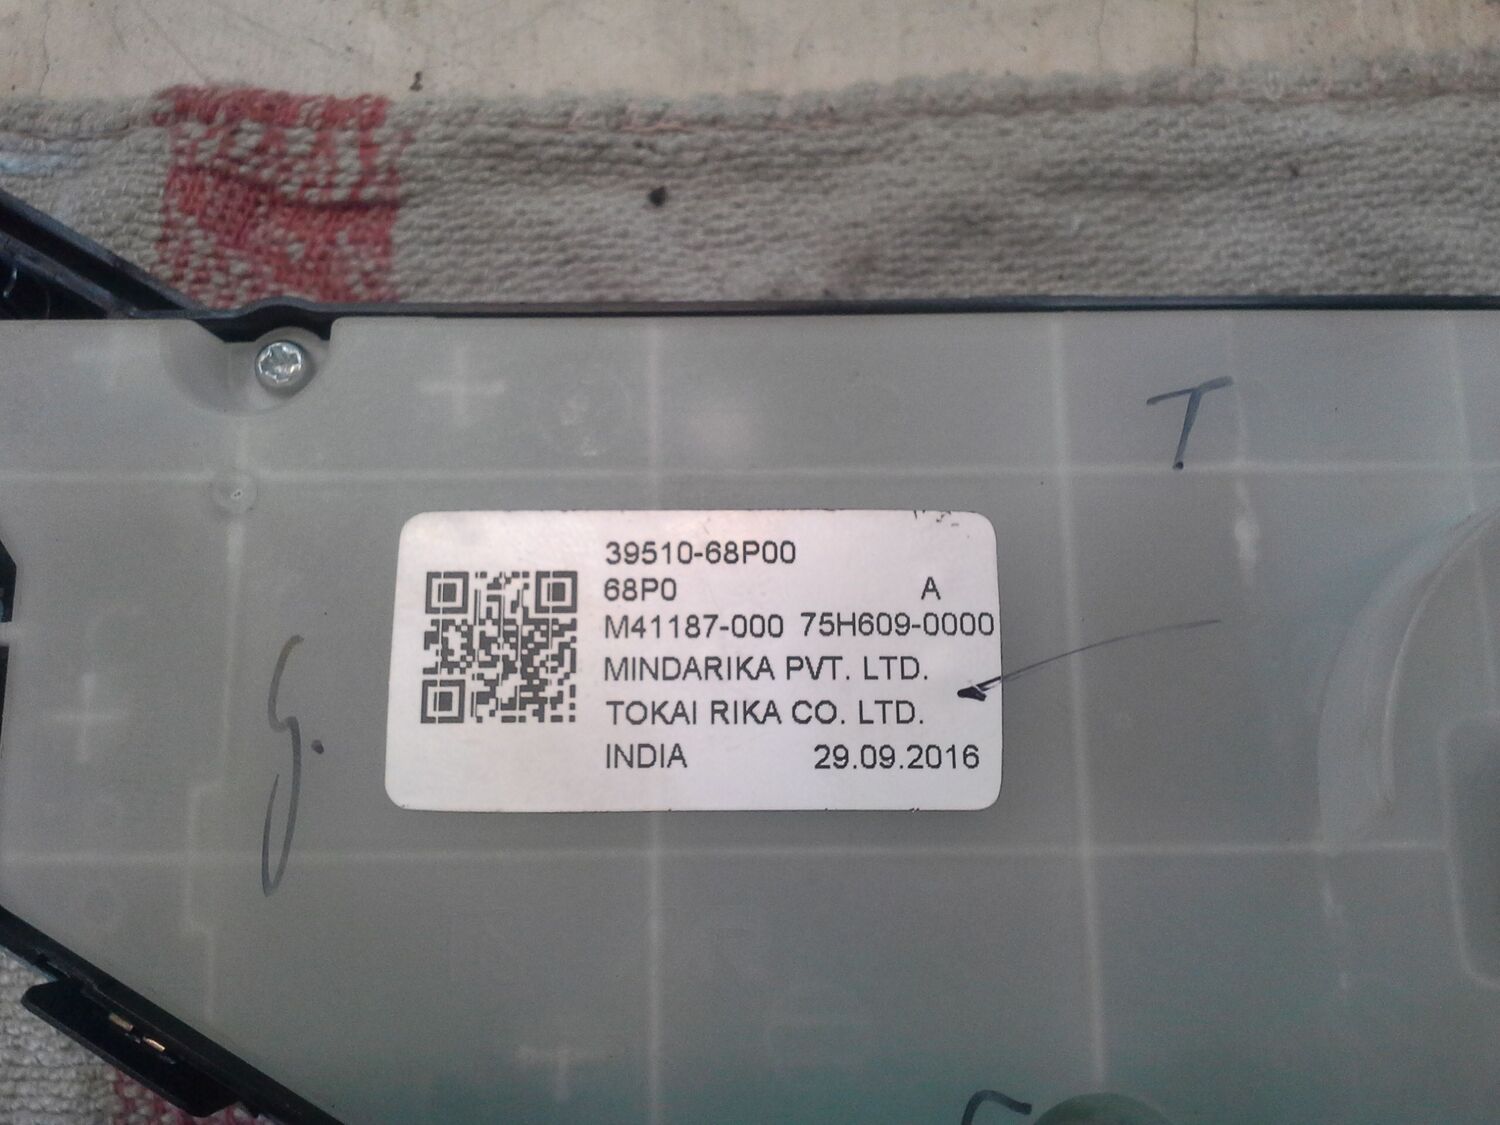 T
39510-68P00
68P0 A
M41187-000 75H609-0000
MINDARIKA PVT. LTD.
TOKAI RIKA CO. LTD.
INDIA 29.09.2016